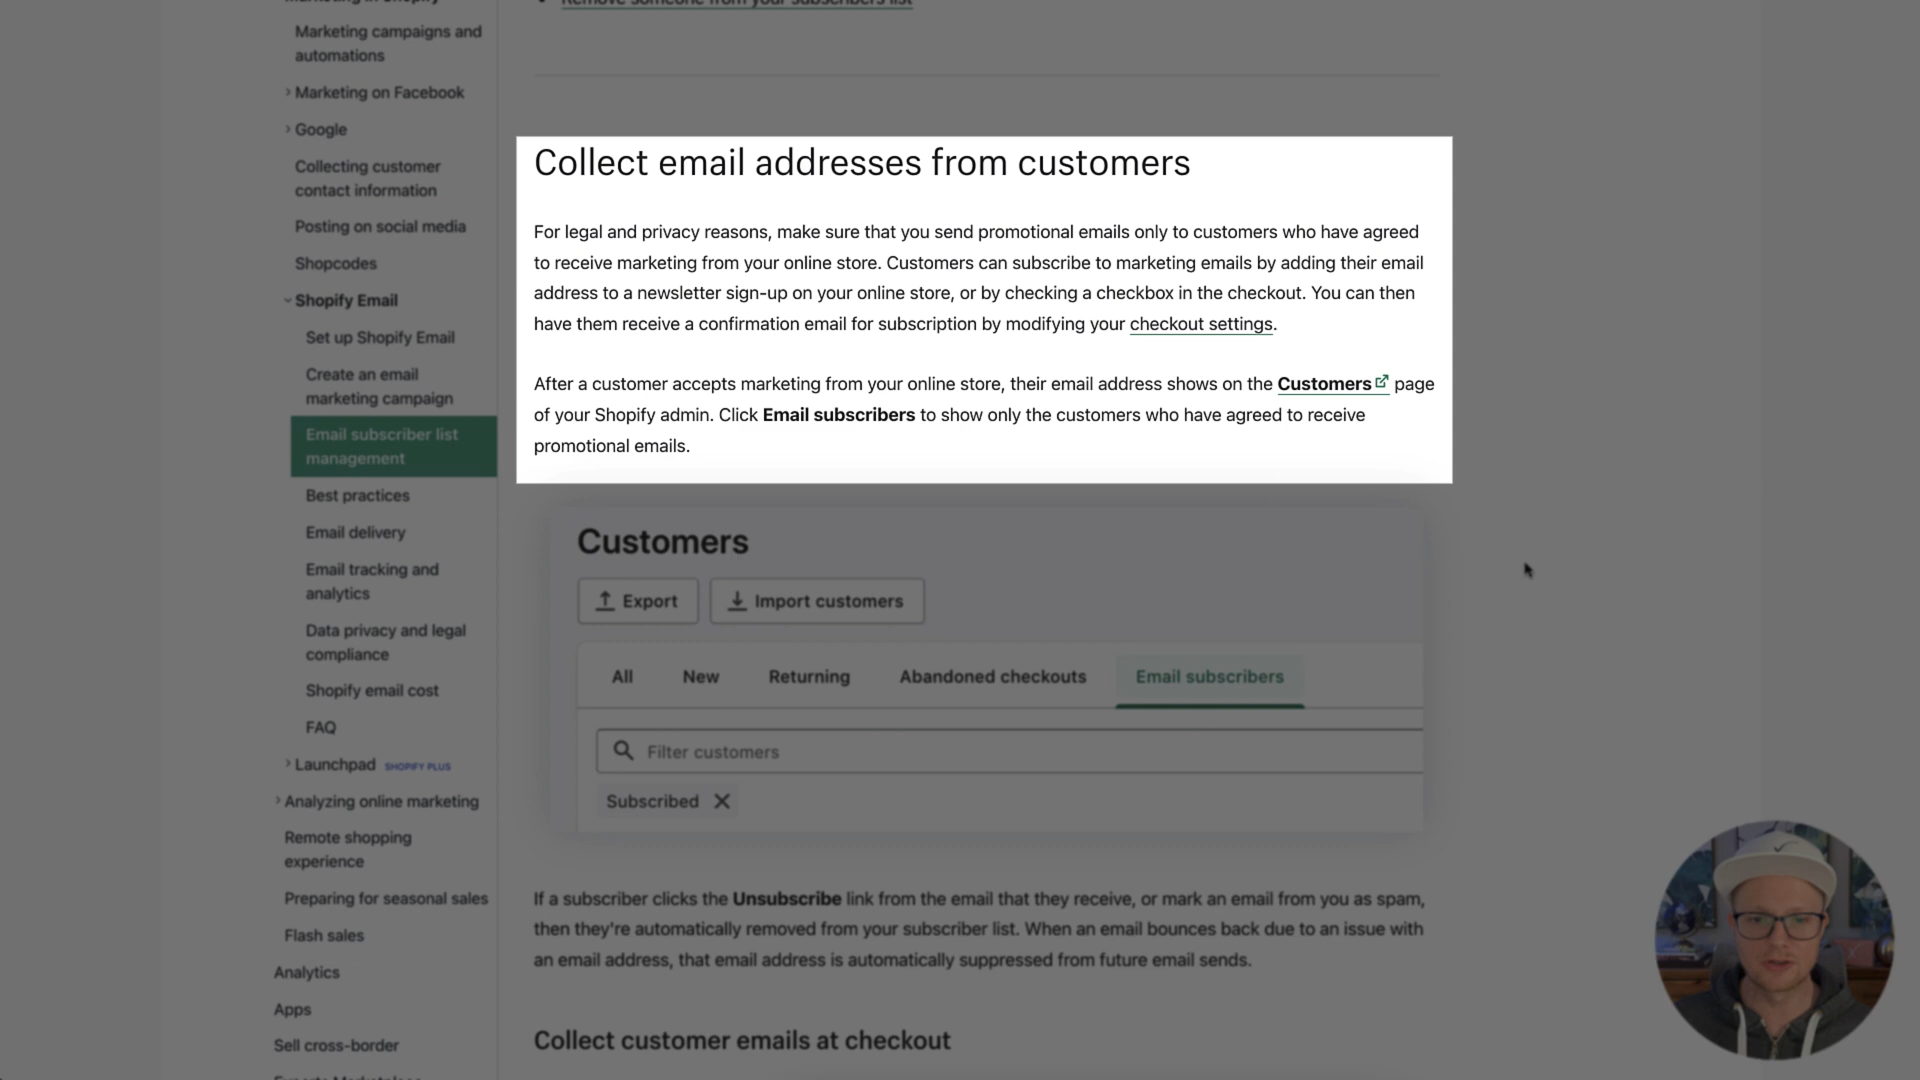 Marketing in Shopify
Marketing campaigns and
automations
Marketing on Facebook
Google
Collecting customer
contact information
Posting on social media
Shopcodes
Shopify Email
Set up Shopify Email
Create an email
marketing campaign
Email subscriber list
management
Best practices
Email delivery
Email tracking and
analytics
Data privacy and legal
compliance
Shopify email cost
FAQ
Launchpad SHOPIFY PLUS
Analyzing online marketing
Remote shopping
experience
Preparing for seasonal sales
Flash sales
Analytics
Apps
Sell cross-border
Remove someone from your subscribers list
Collect email addresses from customers
For legal and privacy reasons, make sure that you send promotional emails only to customers who have agreed
to receive marketing from your online store. Customers can subscribe to marketing emails by adding their email
address to a newsletter sign-up on your online store, or by checking a checkbox in the checkout. You can then
have them receive a confirmation email for subscription by modifying your checkout settings.
After a customer accepts marketing from your online store, their email address shows on the Customers page
of your Shopify admin. Click Email subscribers to show only the customers who have agreed to receive
promotional emails.
Customers
Export Import customers
All New Returning Abandoned checkouts Email subscribers
Filter customers
Subscribed
If a subscriber clicks the Unsubscribe link from the email that they receive, or mark an email from you as spam,
then they're automatically removed from your subscriber list. When an email bounces back due to an issue with
an email address, that email address is automatically suppressed from future email sends.
Collect customer emails at checkout